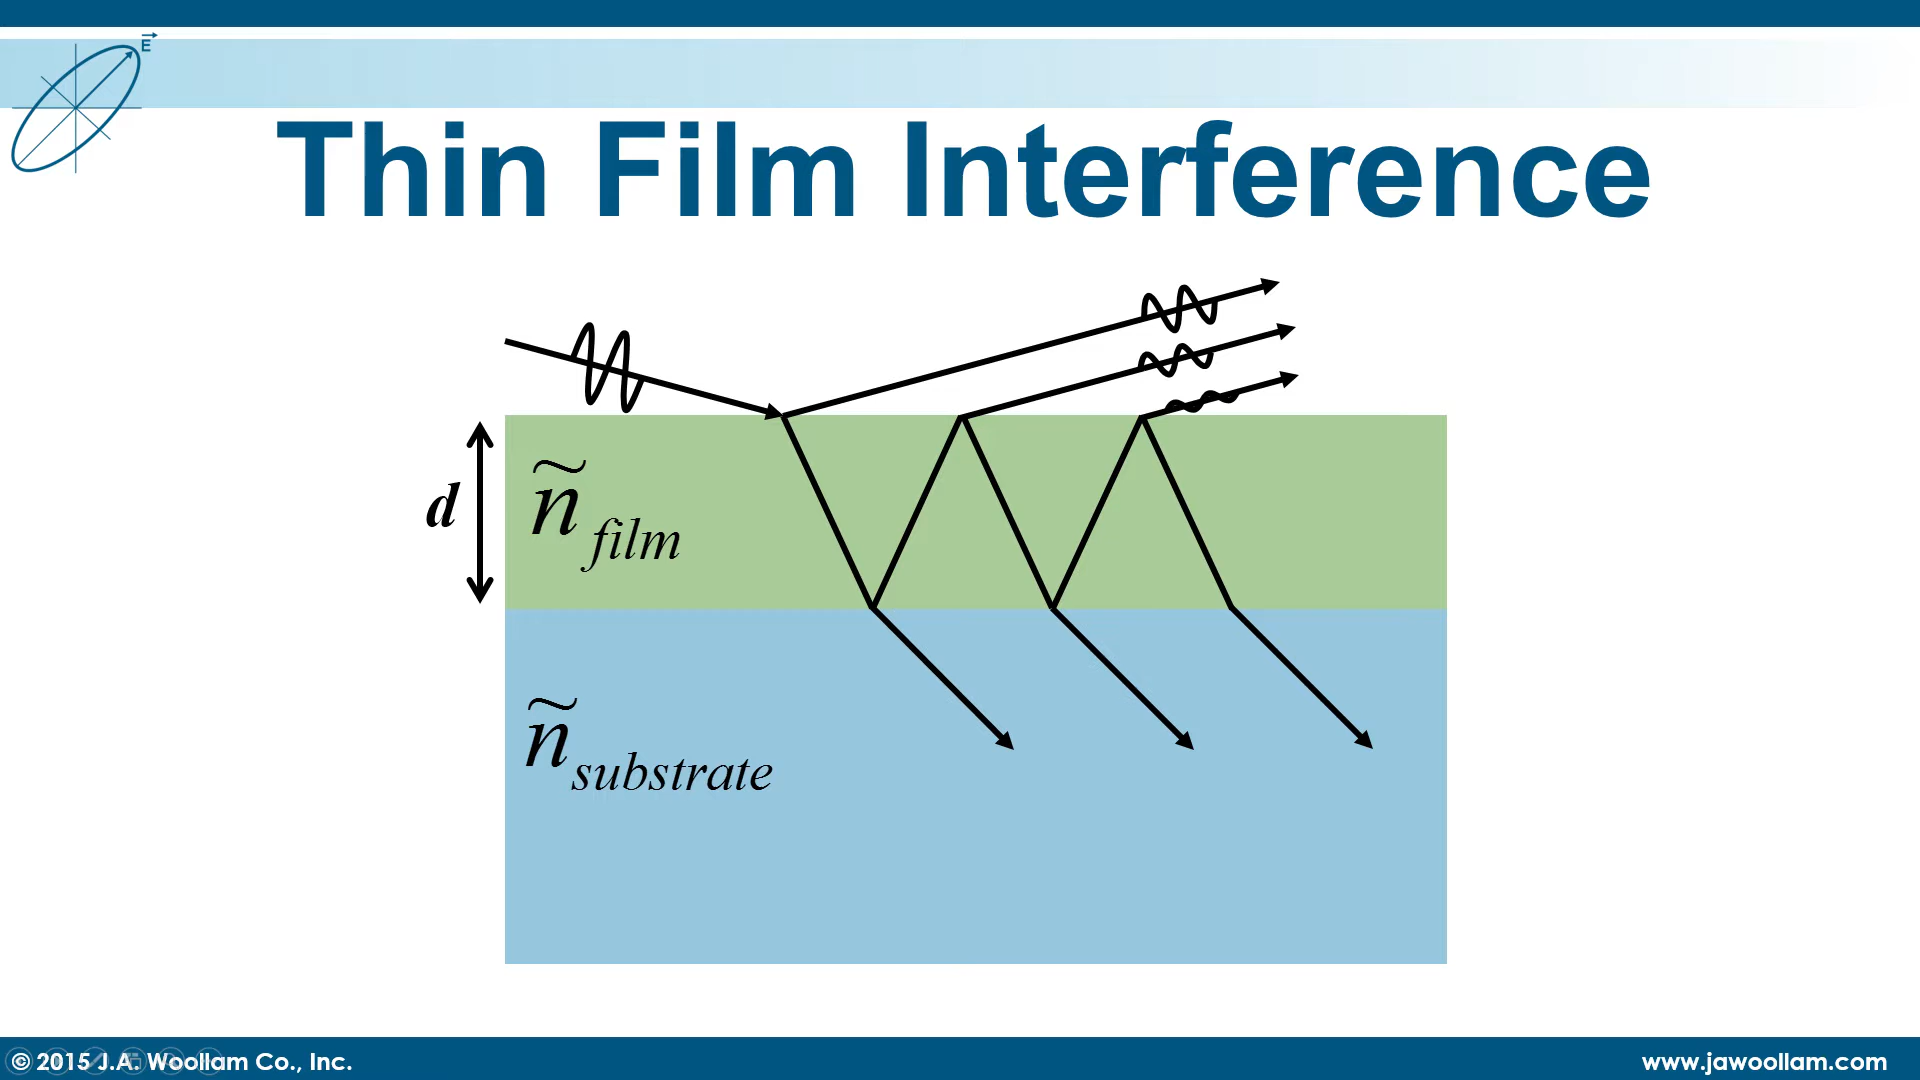 E
Thin Film Interference
d
ñ film
ñ substrate
© 2015 J.A. Woollam Co., Inc.
www.jawoollam.com